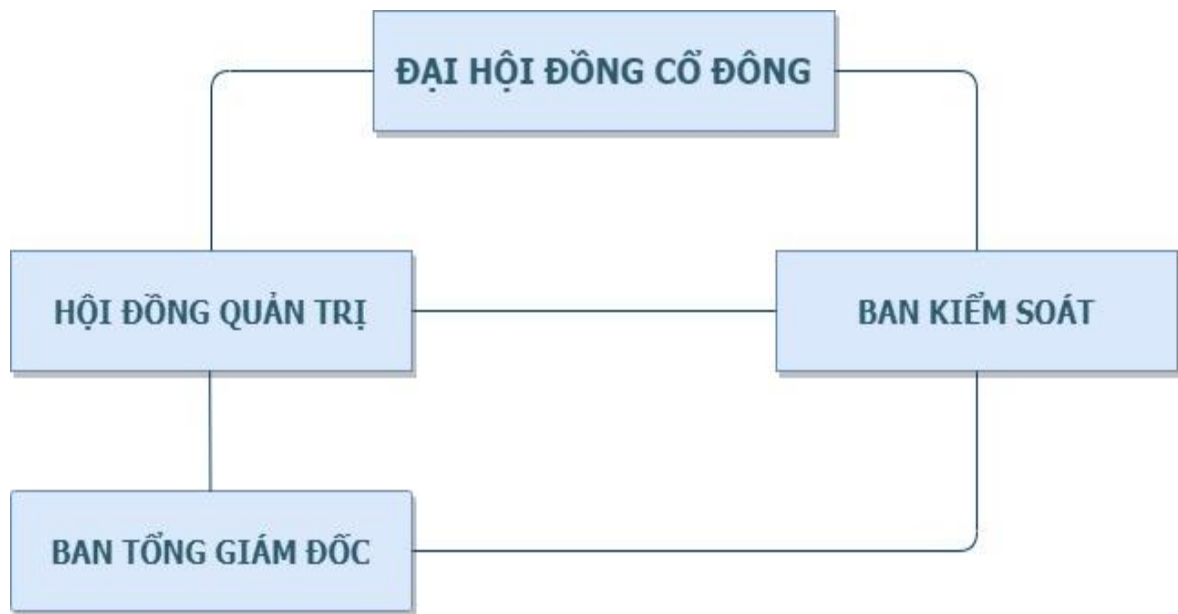 ĐẠI HỘI ĐỒNG CỔ ĐÔNG
HỘI ĐỒNG QUẢN TRỊ
BAN KIỂM SOÁT
BAN TỔNG GIÁM ĐỐC